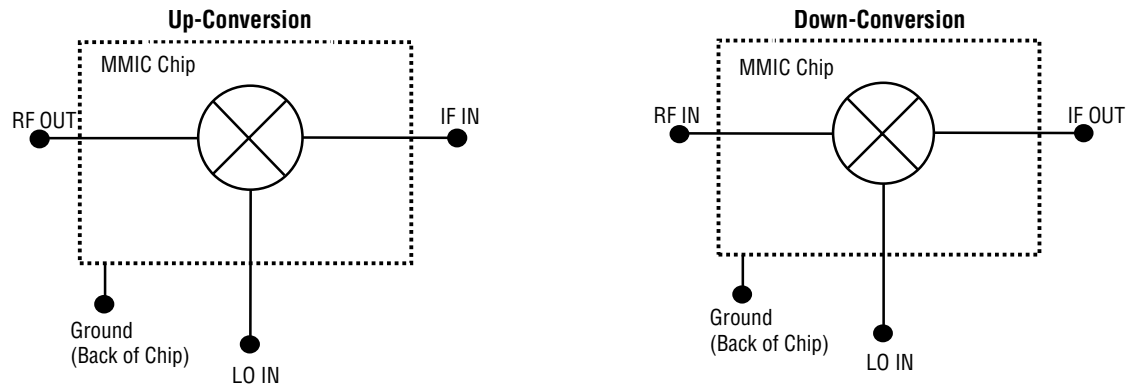 Up-Conversion
MMIC Chip
RF OUT
IF IN
Ground
(Back of Chip)
LO IN
Down-Conversion
MMIC Chip
RF IN
IF OUT
Ground
(Back of Chip)
LO IN